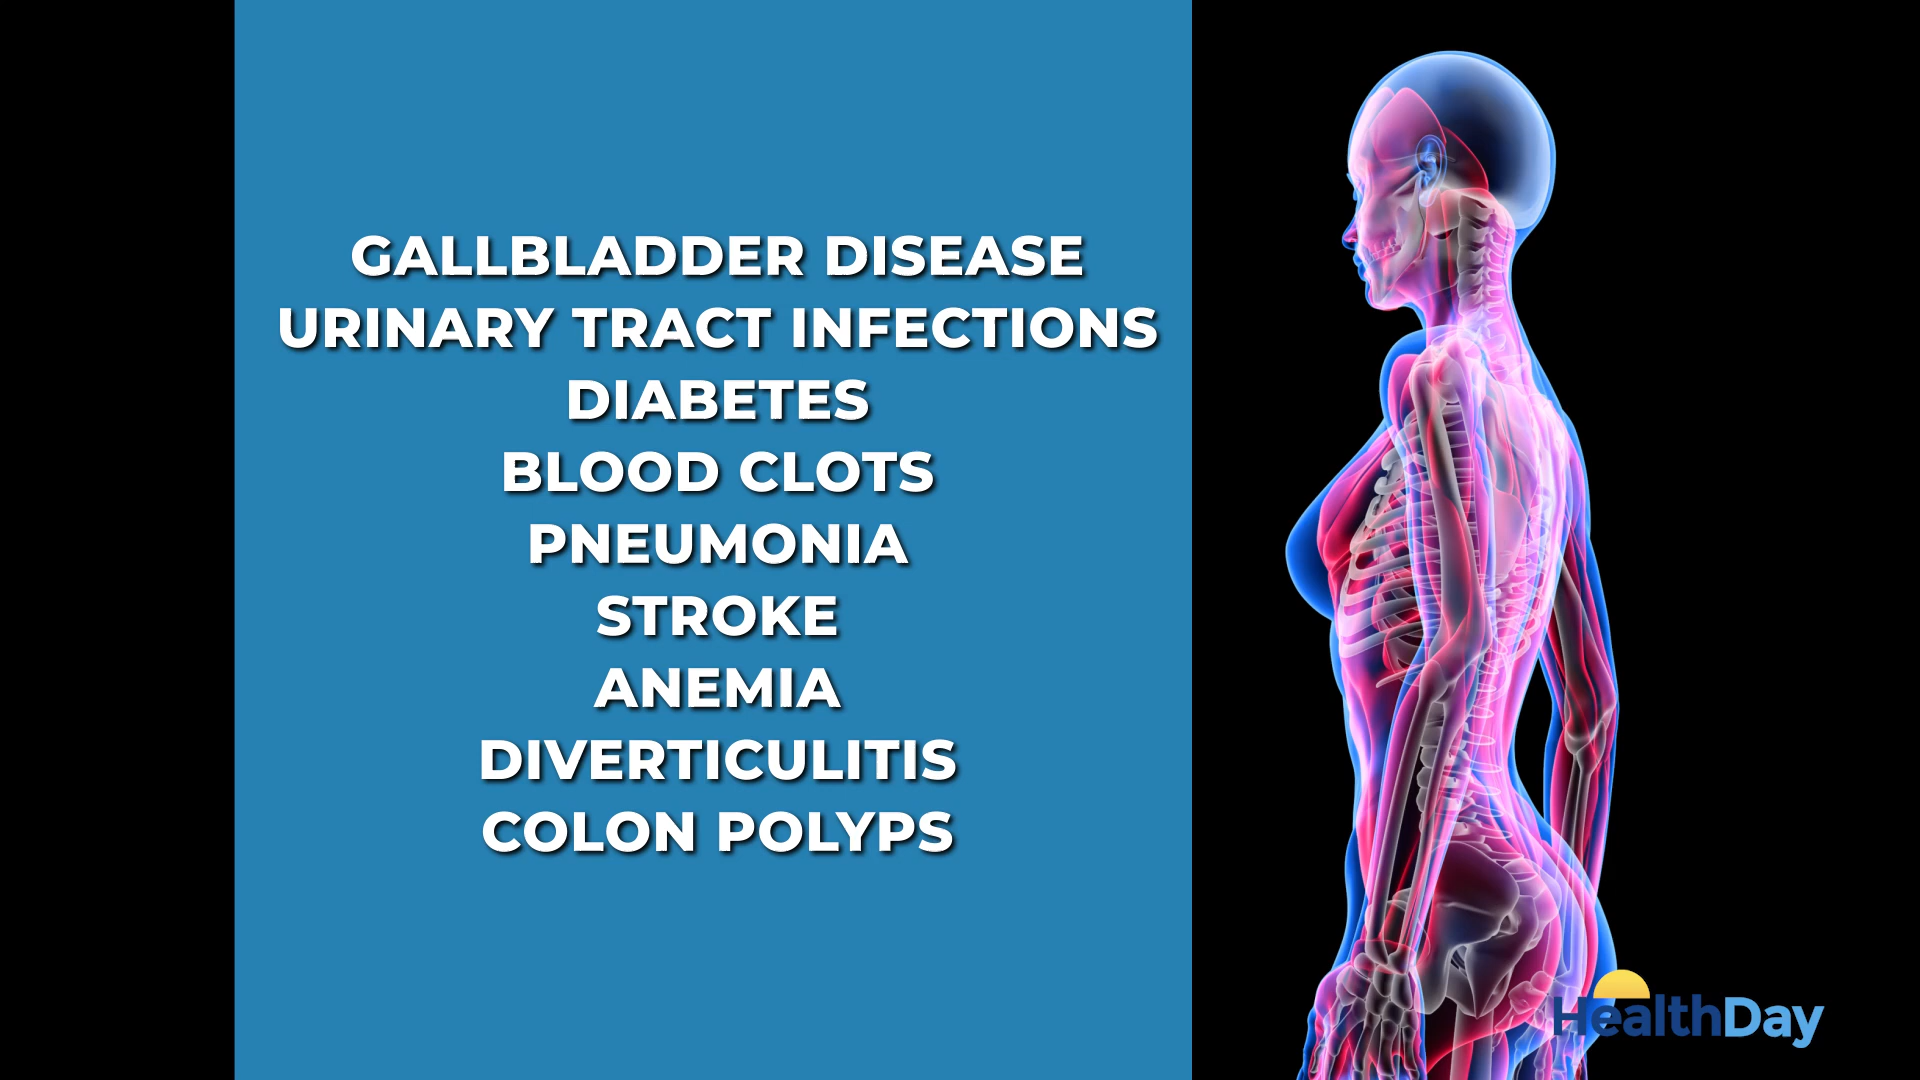 GALLBLADDER DISEASE
URINARY TRACT INFECTIONS
DIABETES
BLOOD CLOTS
PNEUMONIA
STROKE
ANEMIA
DIVERTICULITIS
COLON POLYPS
HealthDay